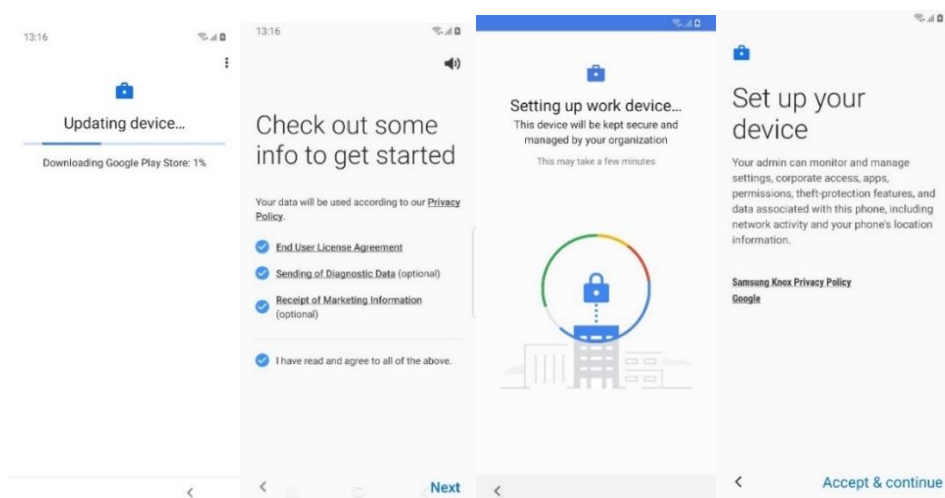 13:16
Updating device...
Downloading Google Play Store: 1%
13:16
Check out some
info to get started
Your data will be used according to our Privacy
Policy.
End User License Agreement
Sending of Diagnostic Data (optional)
Receipt of Marketing Information
(optional)
I have read and agree to all of the above.
Next
Setting up work device...
This device will be kept secure and
managed by your organization
This may take a few minutes
Set up your
device
Your admin can monitor and manage
settings, corporate access, apps,
permissions, theft-protection features, and
data associated with this phone, including
network activity and your phone's location
information.
Samsung Knox Privacy Policy
Google
Accept & continue